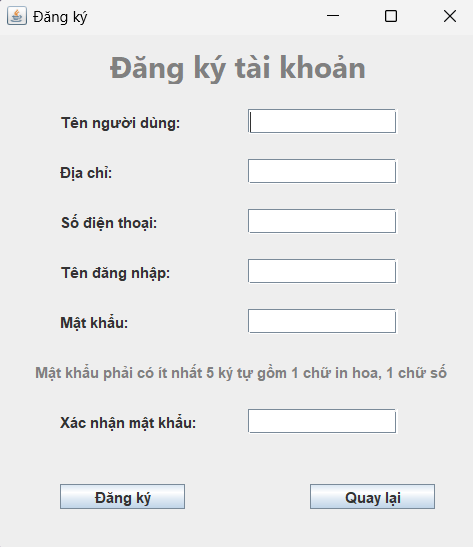 Đăng ký
Đăng ký tài khoản
Tên người dùng:
Địa chỉ:
Số điện thoại:
Tên đăng nhập:
Mật khẩu:
Mật khẩu phải có ít nhất 5 ký tự gồm 1 chữ in hoa, 1 chữ số
Xác nhận mật khẩu:
Đăng ký Quay lại